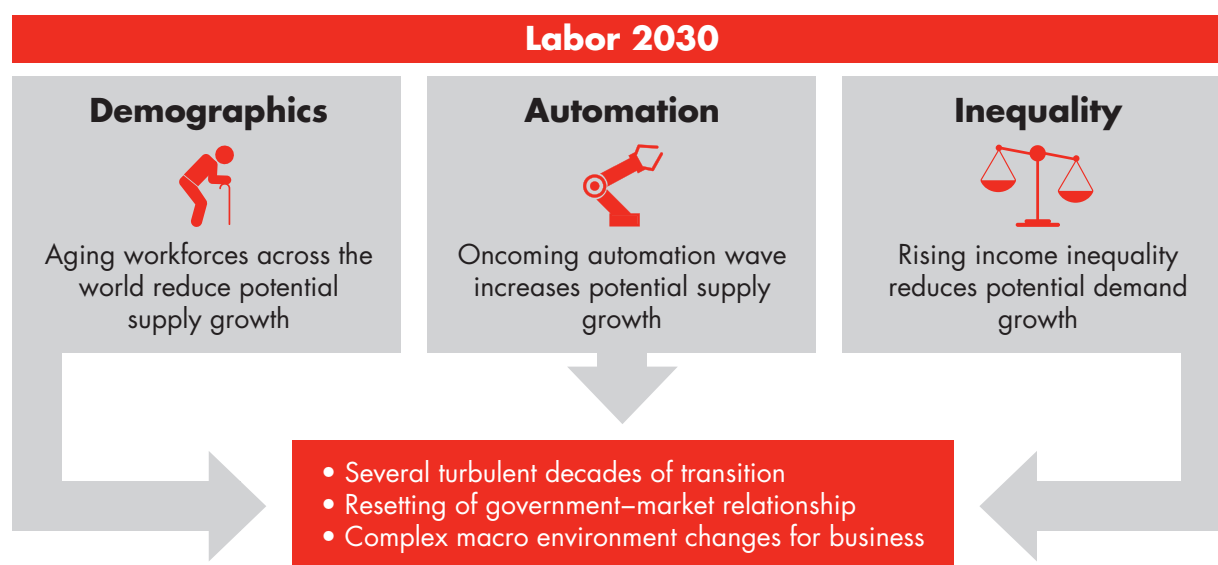 Labor 2030
Demographics
Aging workforces across the
world reduce potential
supply growth
Automation
Oncoming automation wave
increases potential supply
growth
Inequality
Rising income inequality
reduces potential demand
growth
• Several turbulent decades of transition
• Resetting of government–market relationship
• Complex macro environment changes for business